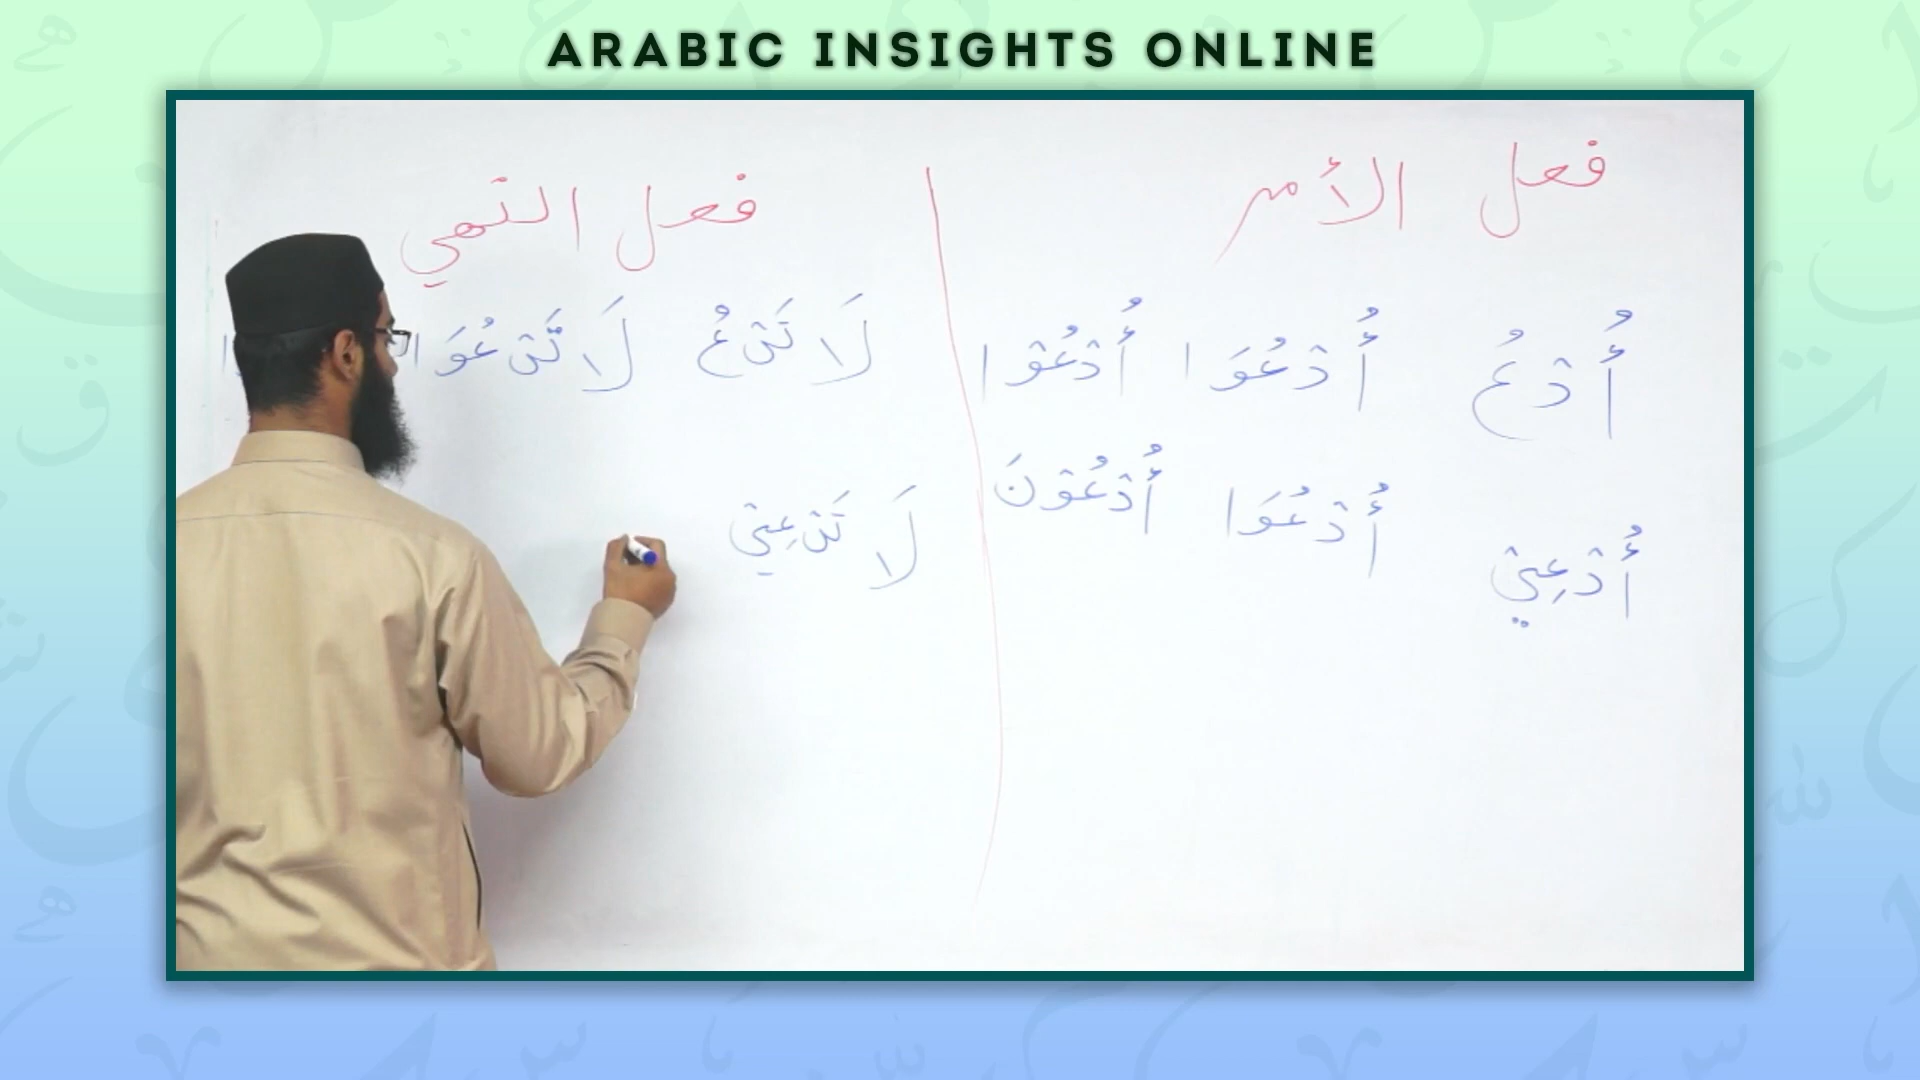 ARABIC INSIGHTS ONLINE
فعل الأمر
أُدْعُ أُدْعُوَا أُدْعُوْا
أُدْعِيْ أُدْعُوَا أُدْعُوْنَ
فعل النهي
لَا تَدْعُ لَا تَدْعُوَا
لَا تَدْعِيْ